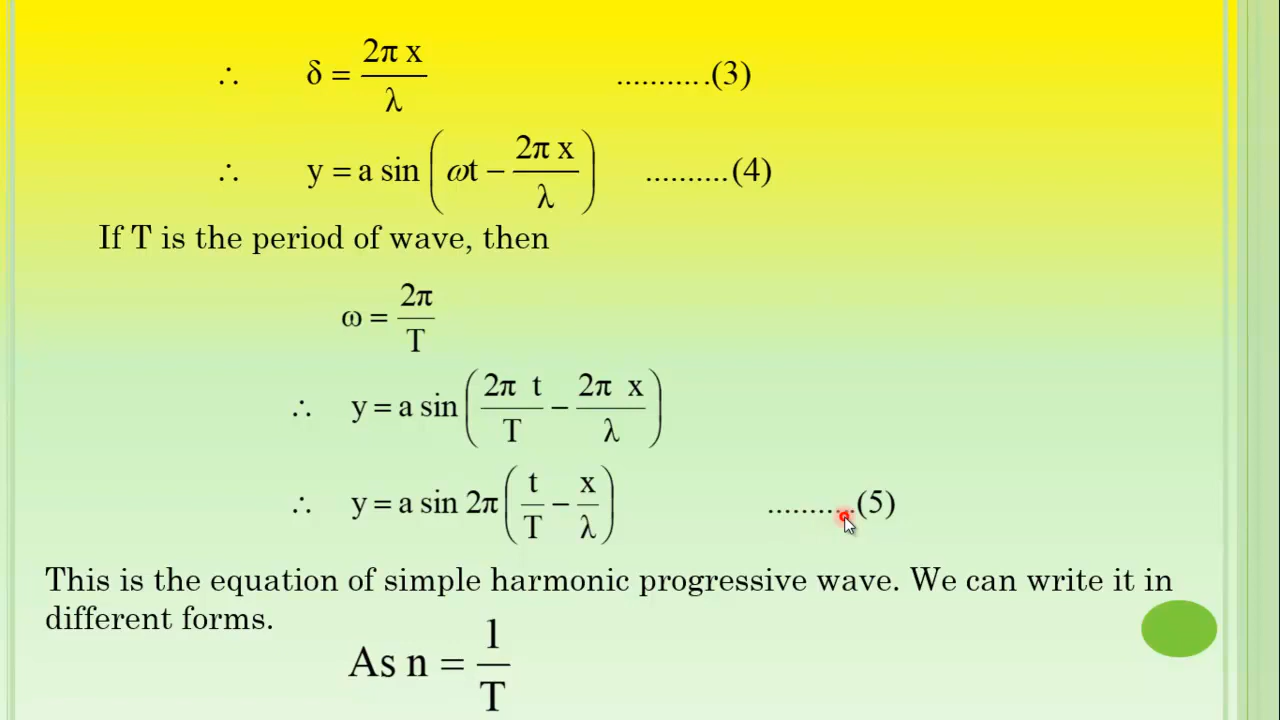 ∴ δ = 2π x / λ ...........(3)
∴ y = a sin (ωt − 2π x / λ) ..........(4)
If T is the period of wave, then
ω = 2π / T
∴ y = a sin (2π t / T − 2π x / λ)
∴ y = a sin 2π (t / T − x / λ) ...........(5)
This is the equation of simple harmonic progressive wave. We can write it in
different forms.
As n = 1 / T